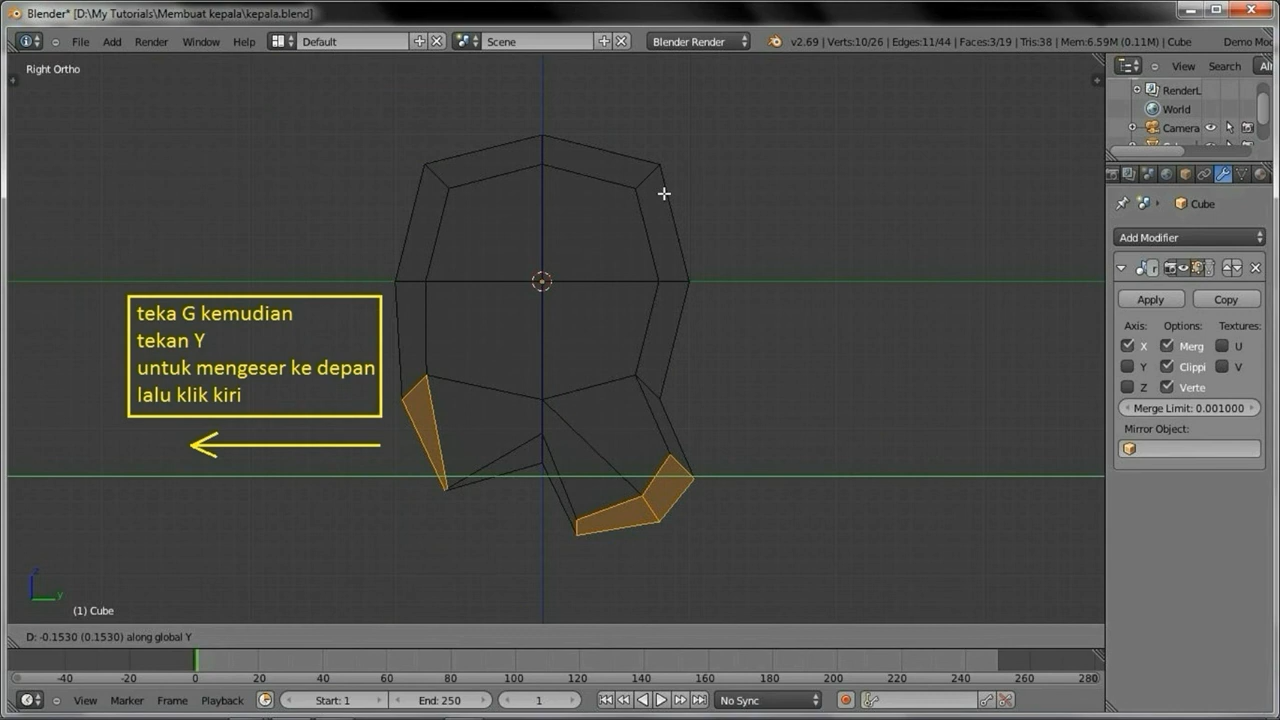 Blender* [D:\My Tutorials\Membuat kepala\kepala.blend]
File Add Render Window Help Default Scene Blender Render v2.69 | Verts:10/26 | Edges:11/44 | Faces:3/19 | Tris:38 | Mem:6.59M (0.11M) | Cube Demo Mo
Right Ortho
View Search Al
RenderL
World
Camera
Cube
Add Modifier
Apply Copy
Axis: Options: Textures:
X Merg U
Y Clippi V
Z Verte
Merge Limit: 0.001000
Mirror Object:
teka G kemudian
tekan Y
untuk mengeser ke depan
lalu klik kiri
z
y
(1) Cube
D: -0.1530 (0.1530) along global Y
-40 -20 0 20 40 60 80 100 120 140 160 180 200 220 240 260 280
View Marker Frame Playback Start: 1 End: 250 1 No Sync